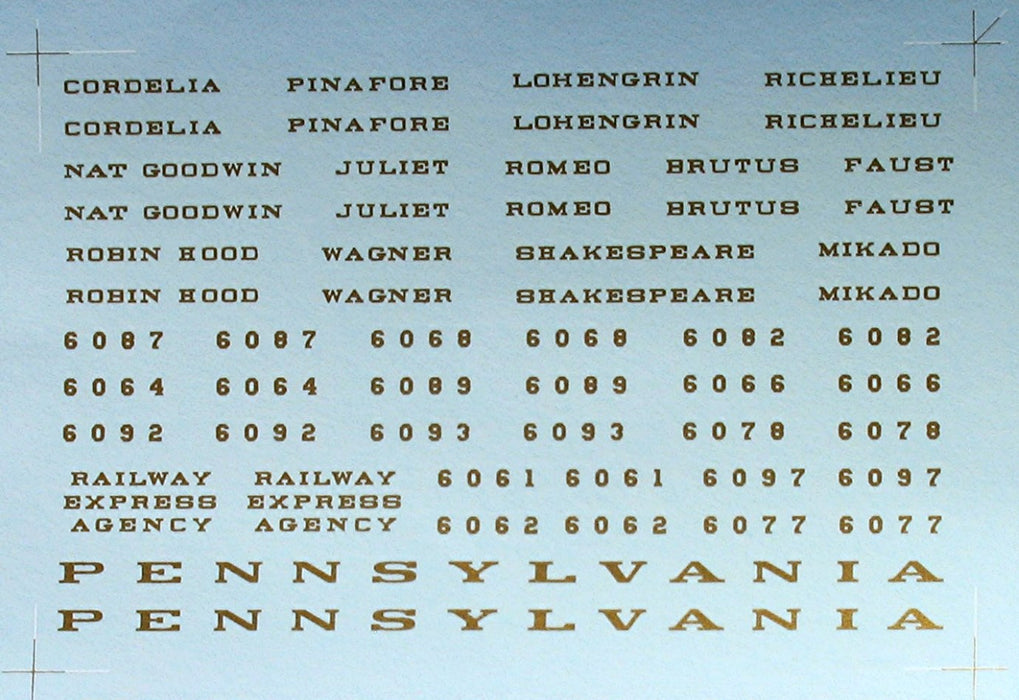 CORDELIA PINAFORE LOHENGRIN RICHELIEU
CORDELIA PINAFORE LOHENGRIN RICHELIEU
NAT GOODWIN JULIET ROMEO BRUTUS FAUST
NAT GOODWIN JULIET ROMEO BRUTUS FAUST
ROBIN HOOD WAGNER SHAKESPEARE MIKADO
ROBIN HOOD WAGNER SHAKESPEARE MIKADO
6087 6087 6068 6068 6082 6082
6064 6064 6089 6089 6066 6066
6092 6092 6093 6093 6078 6078
RAILWAY RAILWAY 6061 6061 6097 6097
EXPRESS EXPRESS
AGENCY AGENCY 6062 6062 6077 6077
PENNSYLVANIA
PENNSYLVANIA